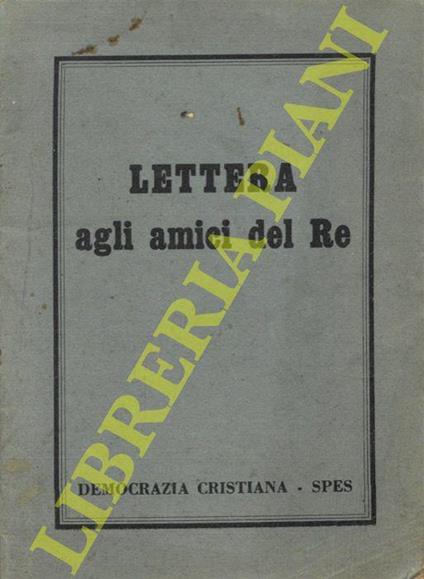 LETTERA
agli amici del Re
DEMOCRAZIA CRISTIANA - SPES
LIBRERIA PIANI